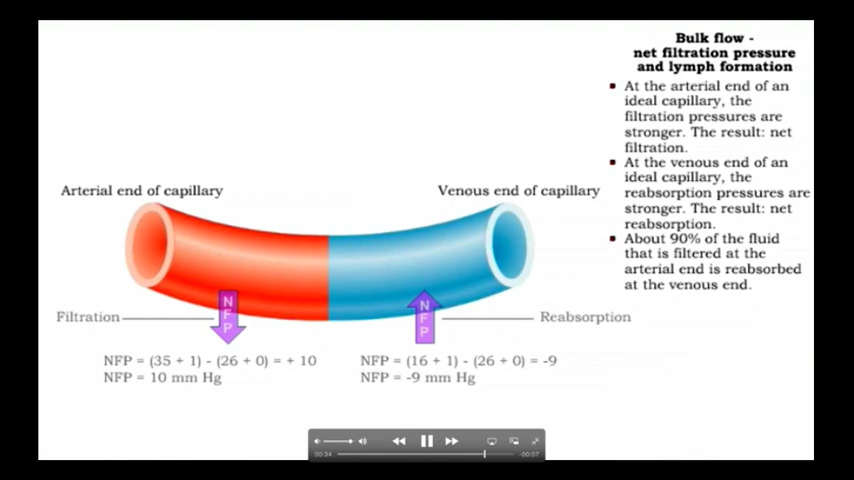 Bulk flow -
net filtration pressure
and lymph formation
• At the arterial end of an
ideal capillary, the
filtration pressures are
stronger. The result: net
filtration.
• At the venous end of an
ideal capillary, the
reabsorption pressures are
stronger. The result: net
reabsorption.
• About 90% of the fluid
that is filtered at the
arterial end is reabsorbed
at the venous end.
Arterial end of capillary
Venous end of capillary
NFP
NFP
Filtration
Reabsorption
NFP = (35 + 1) - (26 + 0) = + 10
NFP = 10 mm Hg
NFP = (16 + 1) - (26 + 0) = -9
NFP = -9 mm Hg
00:34
-00:07